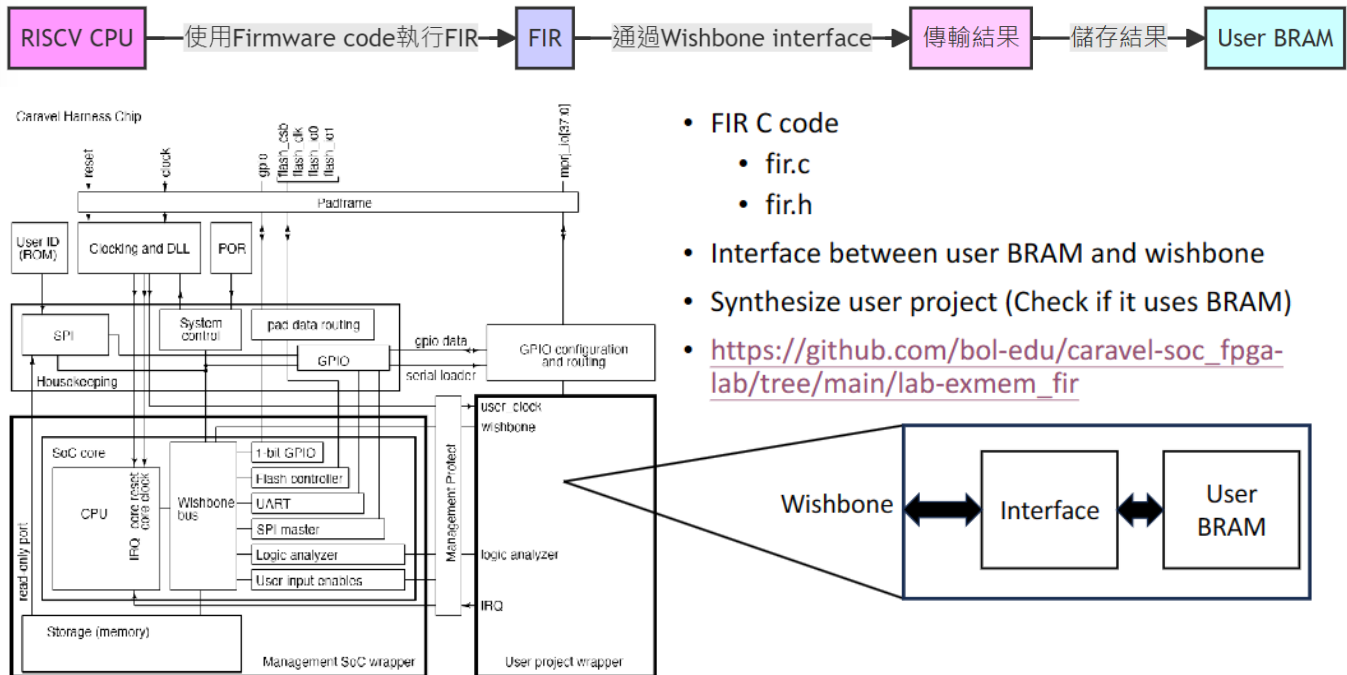 RISCV CPU
使用Firmware code執行FIR
FIR
通過Wishbone interface
傳輸結果
儲存結果
User BRAM
Caravel Harness Chip
reset
clock
gpio
flash_csb
flash_clk
flash_io0
flash_io1
mprj_io[37:0]
Padframe
User ID
(ROM)
Clocking and DLL
POR
SPI
System
control
pad data routing
GPIO
Housekeeping
gpio data
serial loader
GPIO configuration
and routing
SoC core
CPU
IRQ
core reset
core clock
Wishbone
bus
1-bit GPIO
Flash controller
UART
SPI master
Logic analyzer
User input enables
read-only port
Storage (memory)
Management SoC wrapper
Management Protect
user_clock
wishbone
logic analyzer
IRQ
User project wrapper
• FIR C code
• fir.c
• fir.h
• Interface between user BRAM and wishbone
• Synthesize user project (Check if it uses BRAM)
• https://github.com/bol-edu/caravel-soc_fpga-
lab/tree/main/lab-exmem_fir
Wishbone
Interface
User
BRAM